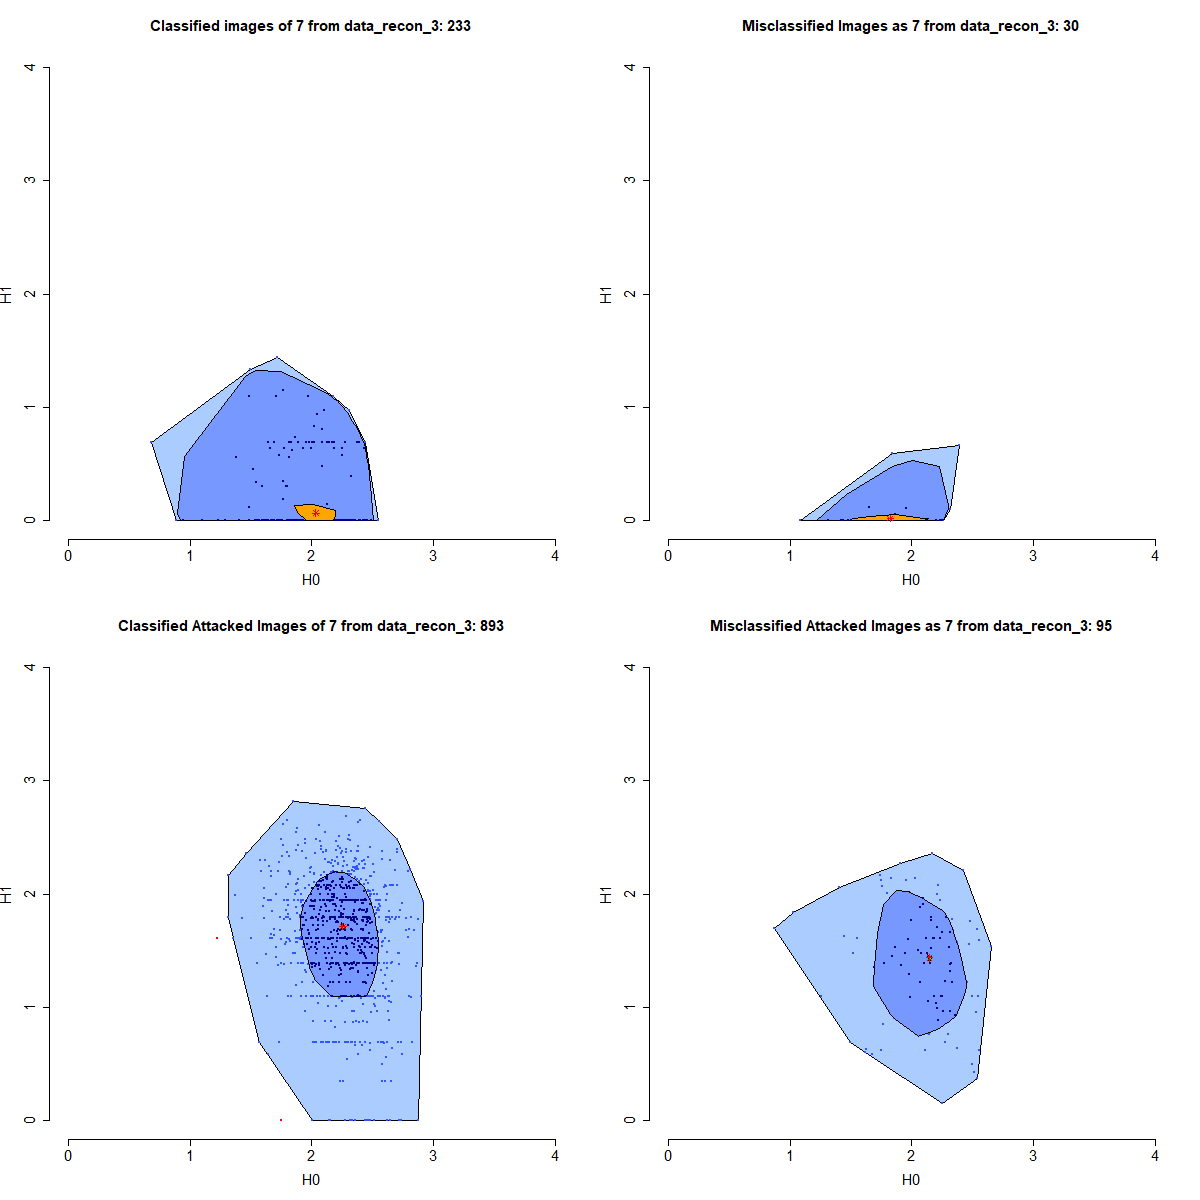 Classified images of 7 from data_recon_3: 233
4
3
2
1
0
H1
0 1 2 3 4
H0
Misclassified Images as 7 from data_recon_3: 30
4
3
2
1
0
H1
0 1 2 3 4
H0
Classified Attacked Images of 7 from data_recon_3: 893
4
3
2
1
0
H1
0 1 2 3 4
H0
Misclassified Attacked Images as 7 from data_recon_3: 95
4
3
2
1
0
H1
0 1 2 3 4
H0